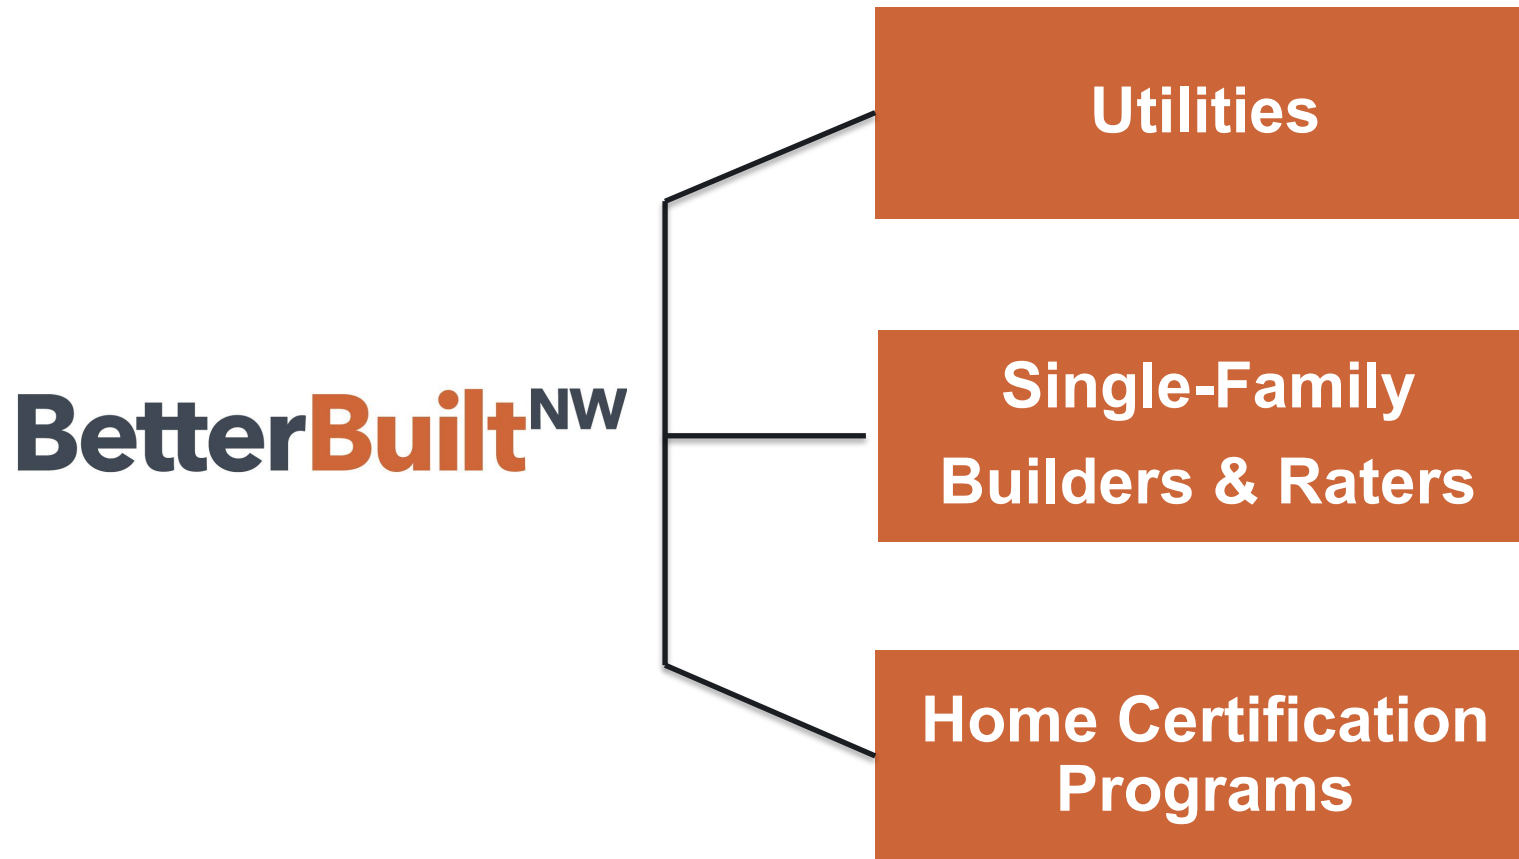 Utilities
BetterBuiltNW
Single-Family
Builders & Raters
Home Certification
Programs